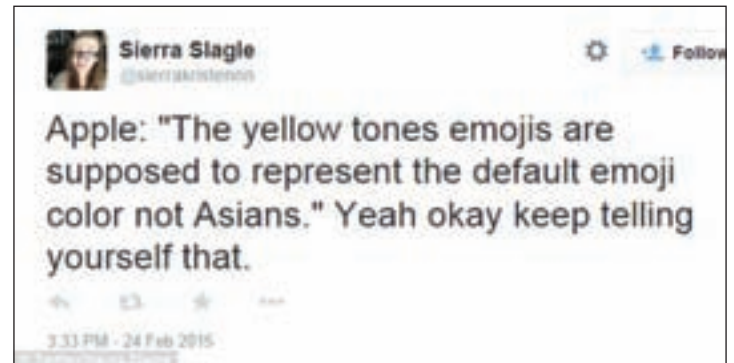 Sierra Slagle
@sierrakristennn
Follow
Apple: "The yellow tones emojis are
supposed to represent the default emoji
color not Asians." Yeah okay keep telling
yourself that.
3:33 PM - 24 Feb 2015